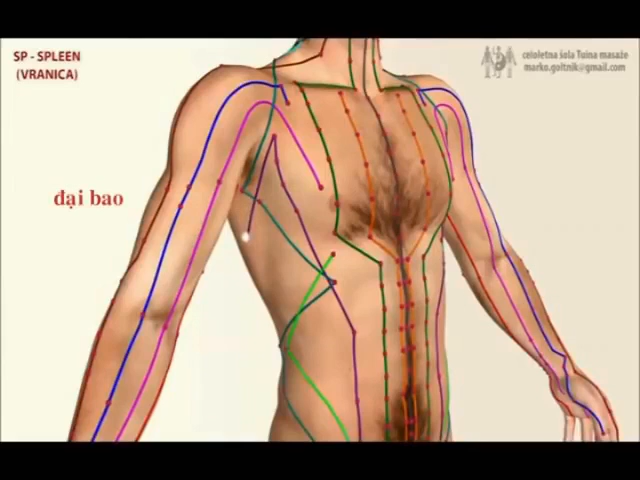 SP - SPLEEN
(VRANICA)
celoletna šola Tuina masaže
marko.goltnik@gmail.com
đại bao